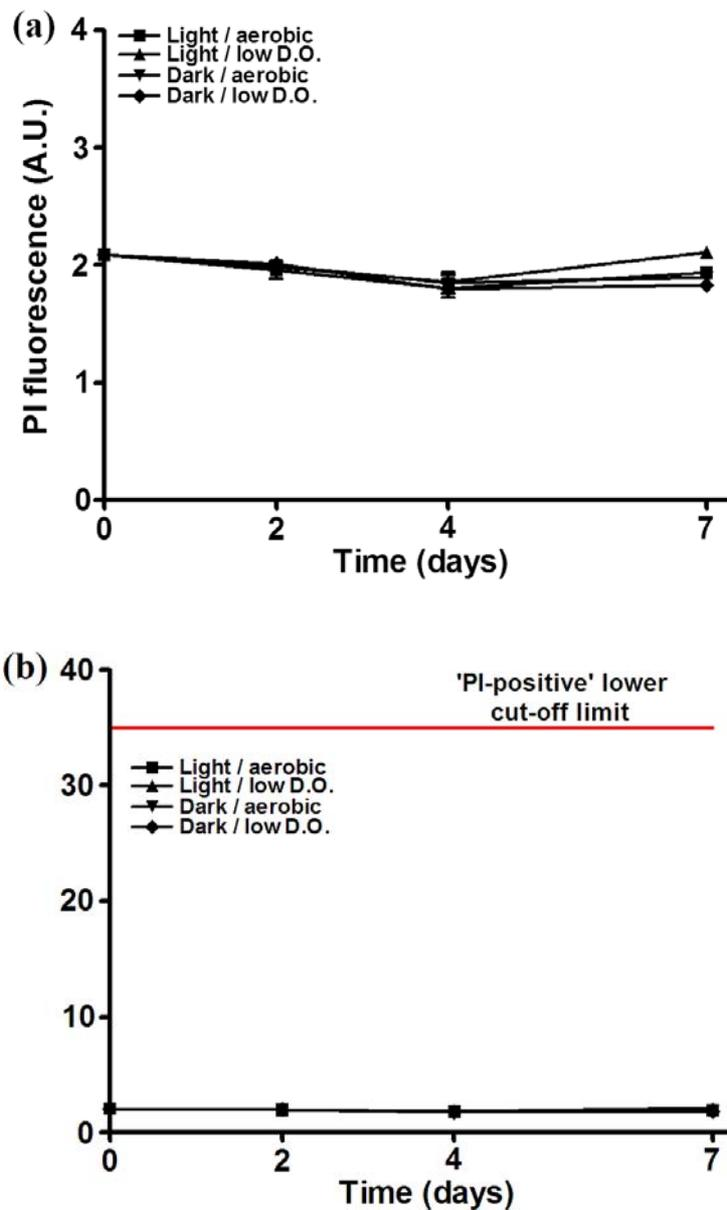 (a)
Light / aerobic
Light / low D.O.
Dark / aerobic
Dark / low D.O.
PI fluorescence (A.U.)
4
3
2
1
0
0 2 4 7
Time (days)
(b)
40
30
20
10
0
'PI-positive' lower
cut-off limit
Light / aerobic
Light / low D.O.
Dark / aerobic
Dark / low D.O.
0 2 4 7
Time (days)